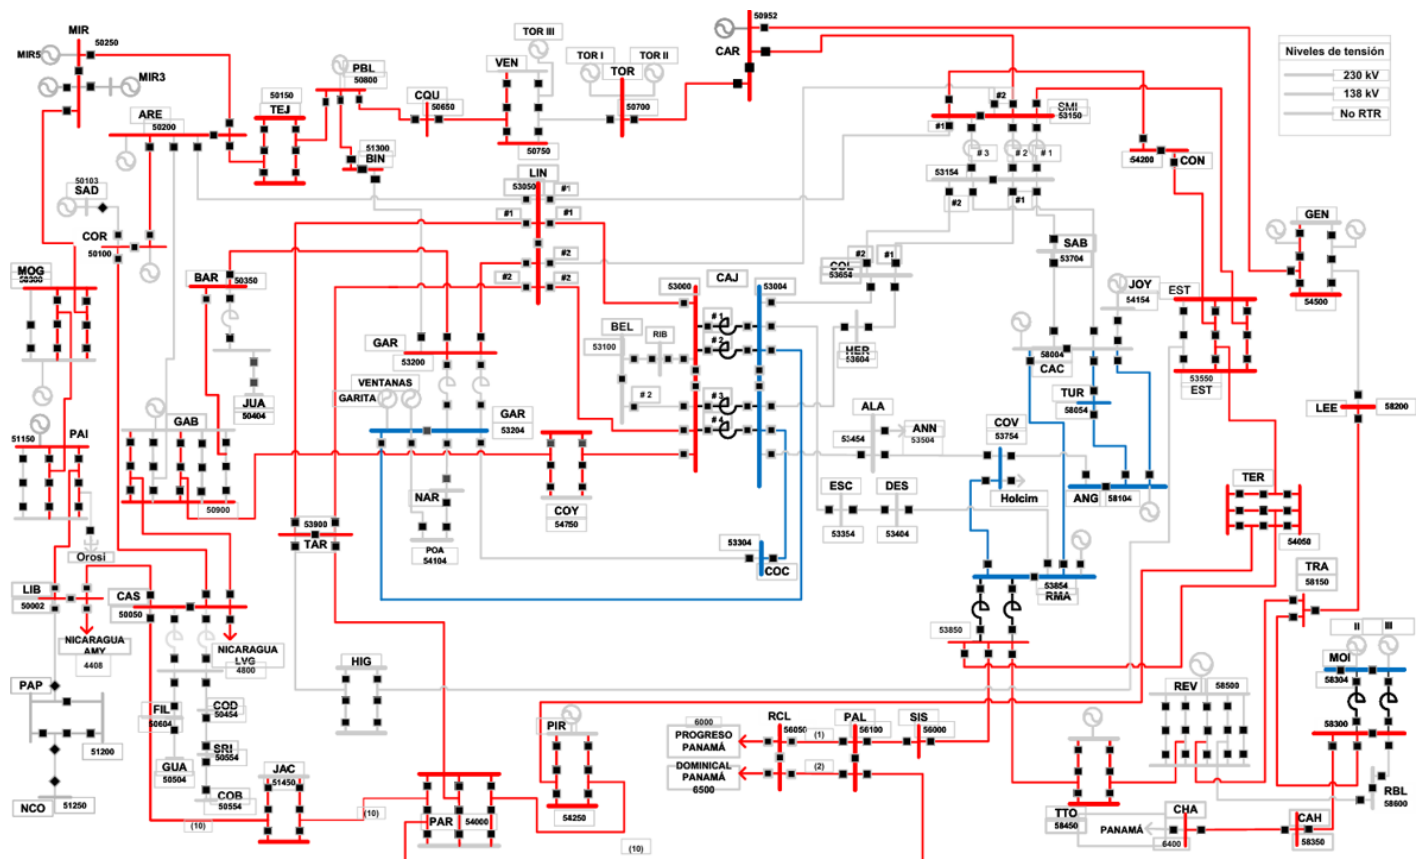 50952
MIR
50250
MIR5
MIR3
TOR III
TOR I
TOR II
CAR
Niveles de tensión
230 kV
138 kV
No RTR
PBL
50800
VEN
TOR
50700
ARE
50200
50150
TEJ
CQU
50650
#2
SMI
53150
#1
51300
BIN
50750
# 3
# 2
# 1
54200
CON
50103
SAD
LIN
53050
#1
#1
#1
53154
#2
#1
GEN
COR
50100
#2
#2
#2
SAB
53704
MOG
BAR
50350
CAJ
53000
53004
#2
#1
COL
53654
JOY
54154
EST
54500
# 1
# 2
BEL
53100
RIB
HER
53604
GAR
53200
58004
CAC
53550
EST
VENTANAS
GARITA
# 2
# 3
# 4
TUR
58054
LEE
58200
JUA
50404
GAR
53204
ALA
53454
ANN
53504
COV
53754
51150
PAI
GAB
50900
NAR
COY
54750
ESC
53354
DES
53404
Holcim
ANG
58104
TER
54050
Orosi
53900
TAR
POA
54104
53304
COC
53854
RMA
TRA
58150
LIB
50002
CAS
50050
NICARAGUA
AMY
4408
NICARAGUA
LVG
4800
53850
II
III
MOI
58304
HIG
PAP
FIL
50604
COD
50454
REV
58500
PIR
6000
PROGRESO
PANAMÁ
RCL
56050
(1)
PAL
56100
SIS
56000
58300
51200
SRI
50554
DOMINICAL
PANAMÁ
6500
(2)
GUA
50504
JAC
51450
COB
50554
NCO
51250
(10)
(10)
PAR
54000
54250
(10)
TTO
58450
PANAMÁ
CHA
6400
CAH
58350
RBL
58600